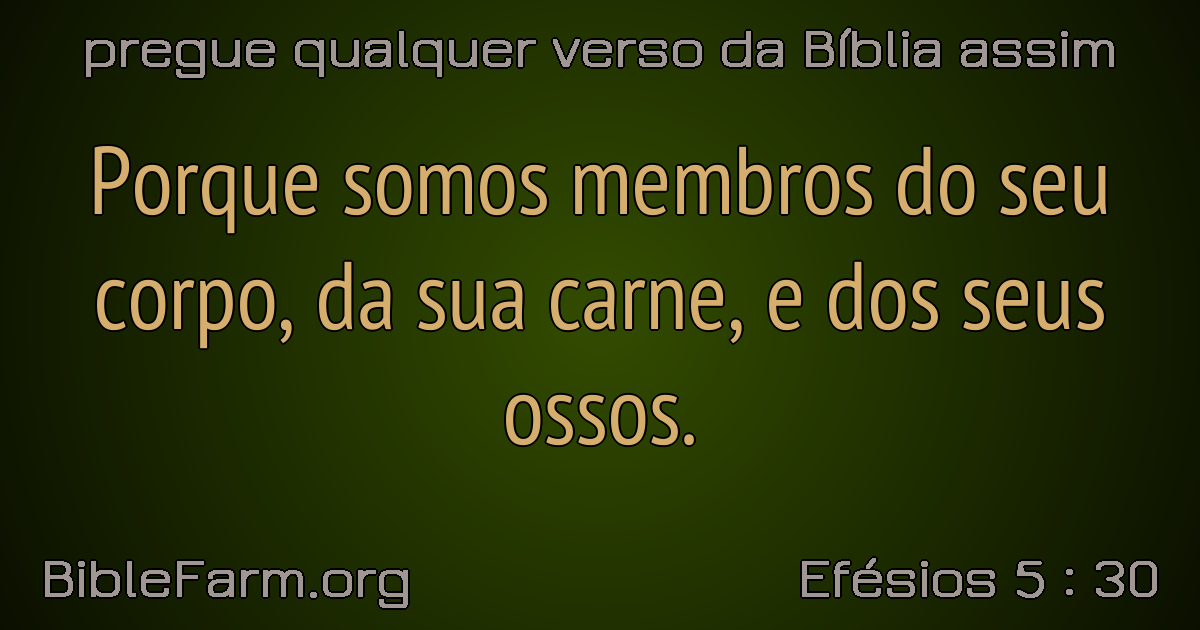 pregue qualquer verso da Bíblia assim
Porque somos membros do seu
corpo, da sua carne, e dos seus
ossos.
BibleFarm.org
Efésios 5 : 30